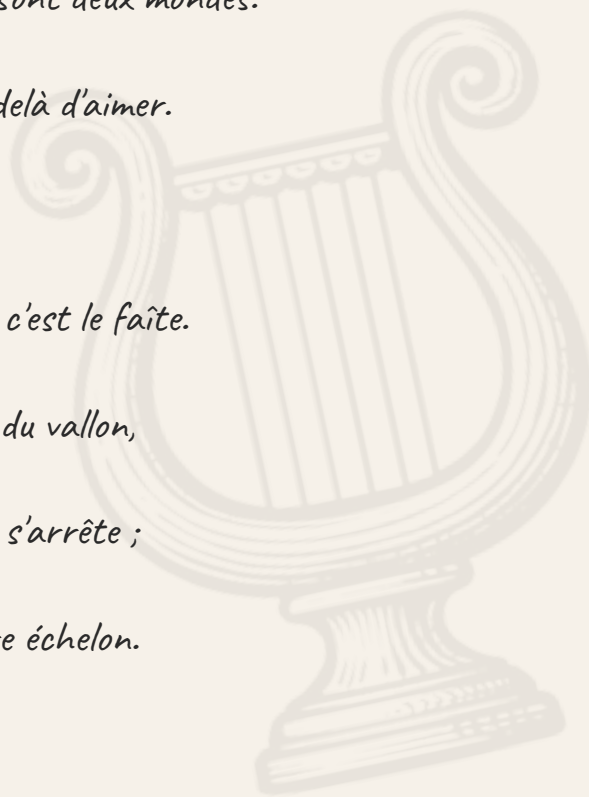 sont deux mondes.
delà d'aimer.
c'est le faîte.
du vallon,
s'arrête ;
échelon.